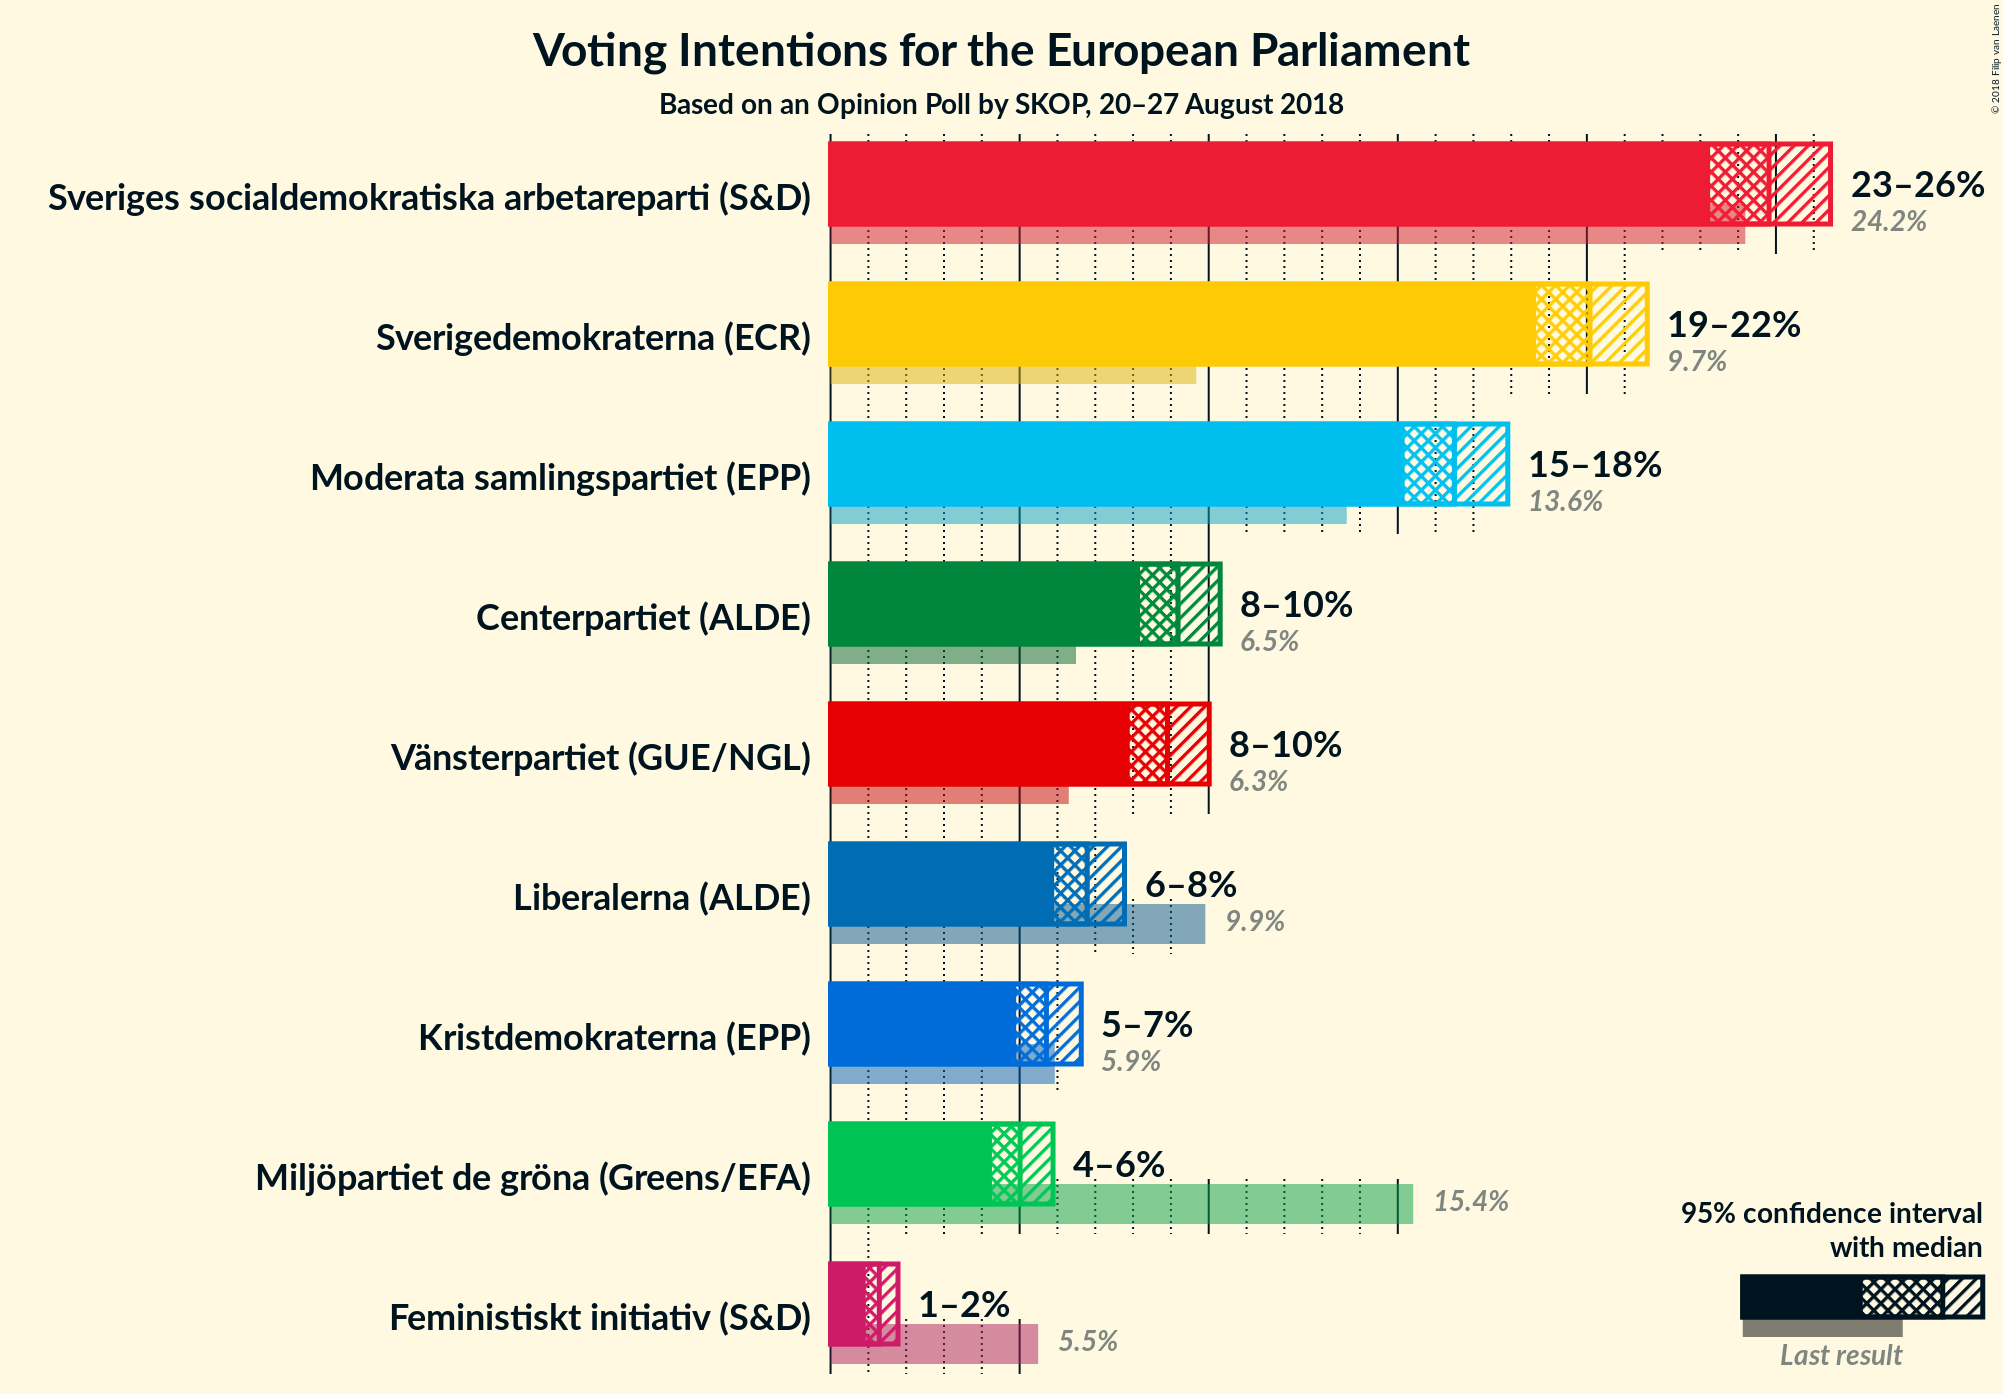 Voting Intentions for the European Parliament
Based on an Opinion Poll by SKOP, 20–27 August 2018
© 2018 Filip van Laenen
Sveriges socialdemokratiska arbetareparti (S&D)
23–26%
24.2%
Sverigedemokraterna (ECR)
19–22%
9.7%
Moderata samlingspartiet (EPP)
15–18%
13.6%
Centerpartiet (ALDE)
8–10%
6.5%
Vänsterpartiet (GUE/NGL)
8–10%
6.3%
Liberalerna (ALDE)
6–8%
9.9%
Kristdemokraterna (EPP)
5–7%
5.9%
Miljöpartiet de gröna (Greens/EFA)
4–6%
15.4%
Feministiskt initiativ (S&D)
1–2%
5.5%
95% confidence interval
with median
Last result